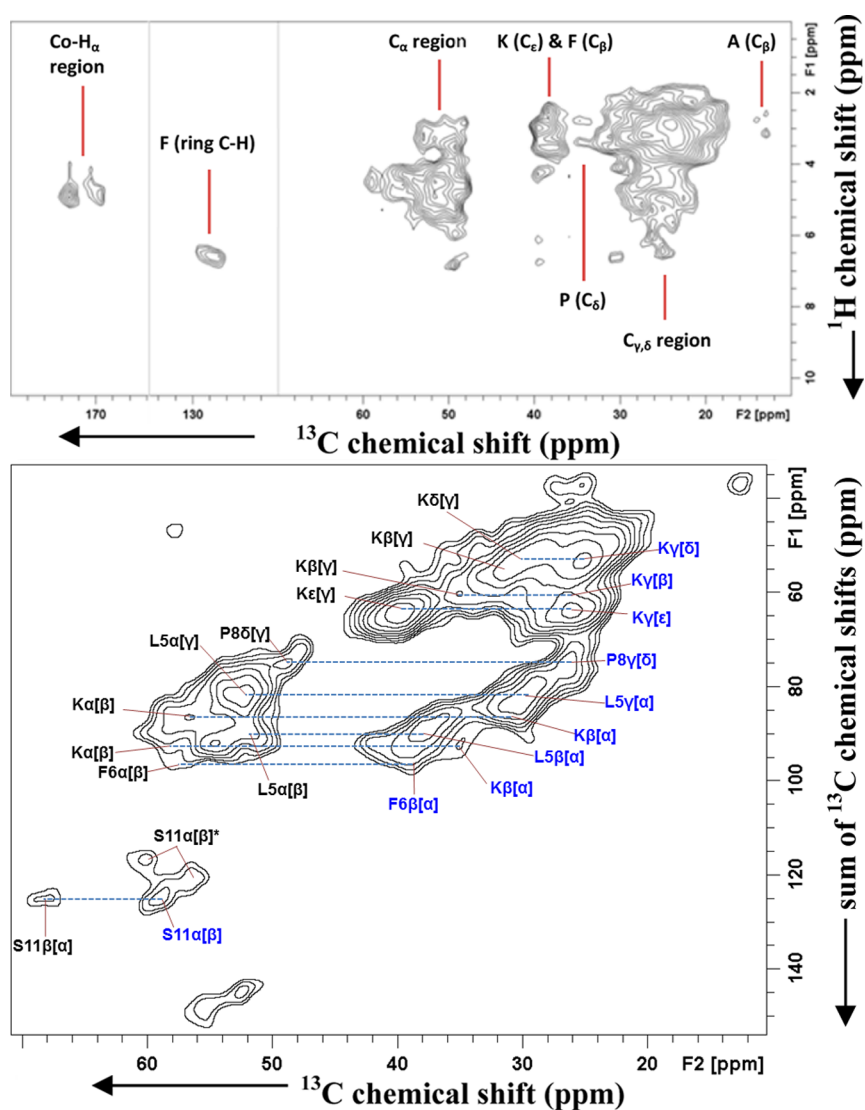 Co-Hα
region
F (ring C-H)
Cα region
K (Cε) & F (Cβ)
A (Cβ)
P (Cδ)
Cγ,δ region
F1 [ppm]
2
4
6
8
10
170
130
60
50
40
30
20
F2 [ppm]
¹H chemical shift (ppm)
¹³C chemical shift (ppm)
Kδ[γ]
Kβ[γ]
Kβ[γ]
Kε[γ]
P8δ[γ]
L5α[γ]
Kα[β]
Kα[β]
F6α[β]
L5α[β]
Kγ[δ]
Kγ[β]
Kγ[ε]
P8γ[δ]
L5γ[α]
Kβ[α]
L5β[α]
Kβ[α]
F6β[α]
S11α[β]*
S11β[α]
S11α[β]
F1 [ppm]
60
80
100
120
140
60
50
40
30
20
F2 [ppm]
sum of ¹³C chemical shifts (ppm)
¹³C chemical shift (ppm)